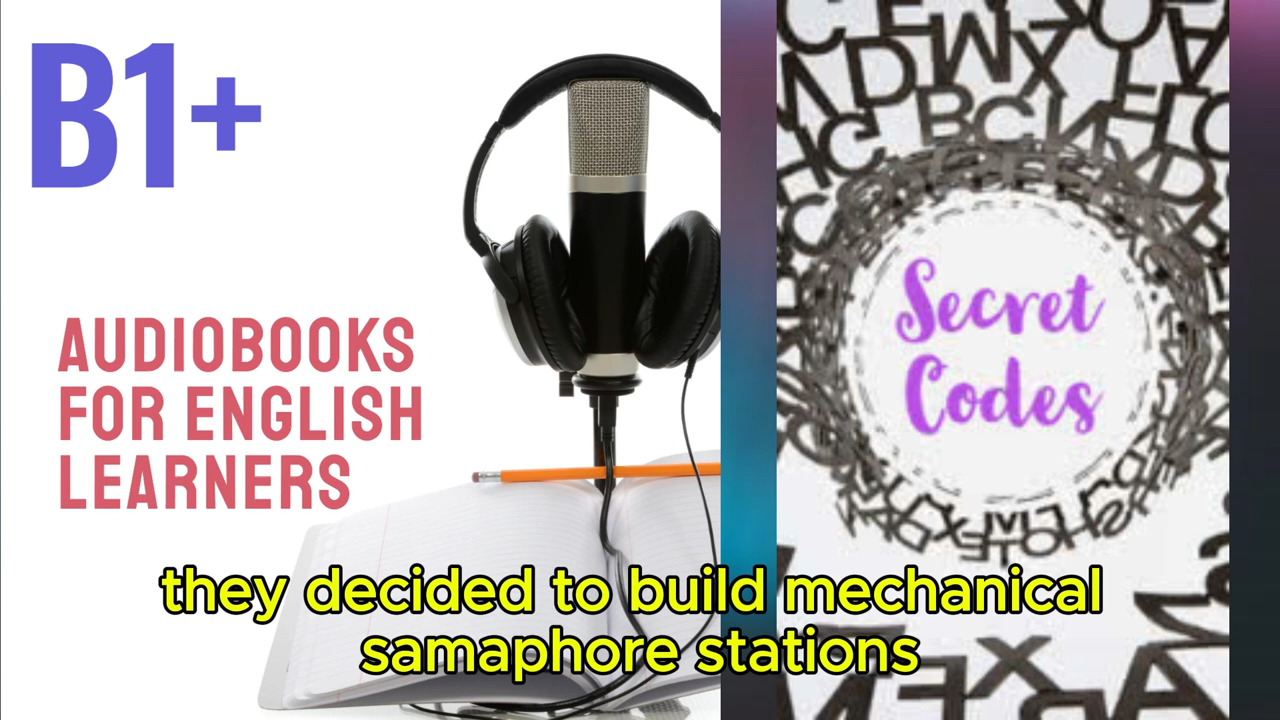 B1+
AUDIOBOOKS
FOR ENGLISH
LEARNERS
Secret
Codes
they decided to build mechanical
samaphore stations